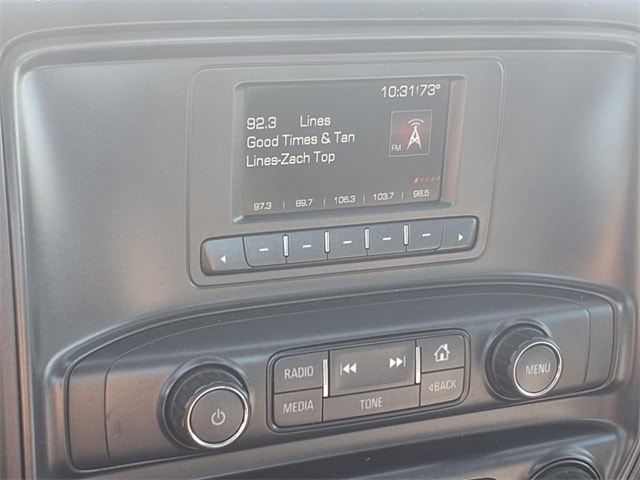 10:31 73°
92.3 Lines
Good Times & Tan
Lines-Zach Top
FM
97.3 89.7 106.3 103.7 98.5
RADIO
MEDIA
TONE
BACK
MENU